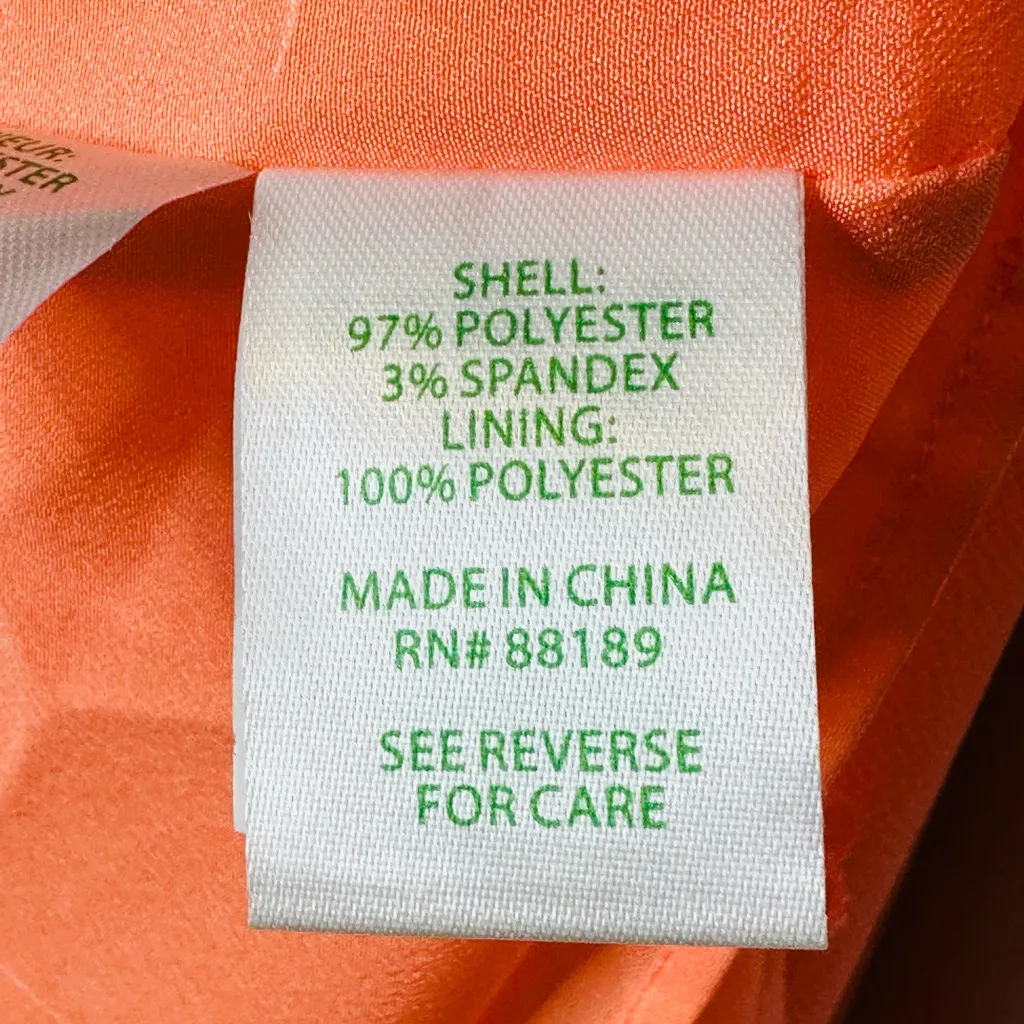 SHELL:
97% POLYESTER
3% SPANDEX
LINING:
100% POLYESTER
MADE IN CHINA
RN# 88189
SEE REVERSE
FOR CARE